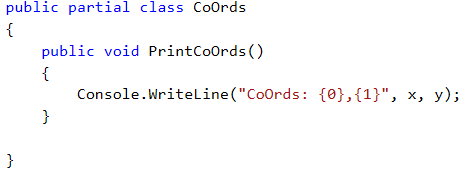 public partial class CoOrds
{
    public void PrintCoOrds()
    {
        Console.WriteLine("CoOrds: {0},{1}", x, y);
    }

}